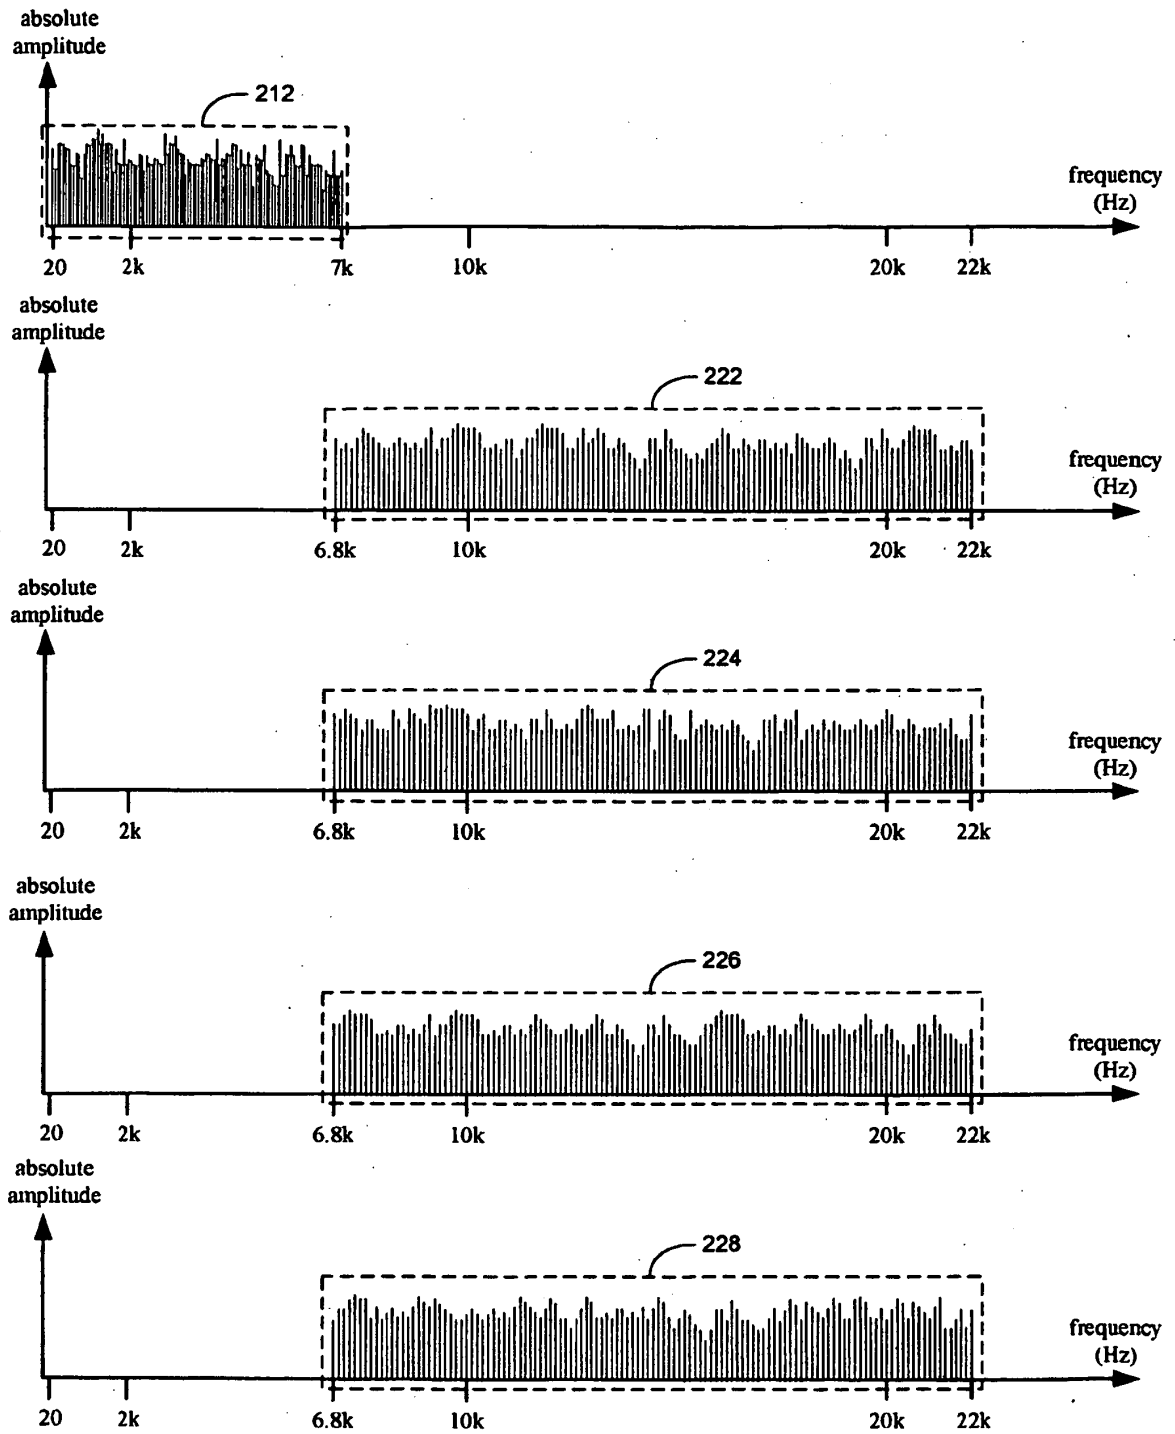 absolute
amplitude
212
frequency
(Hz)
20 2k 7k 10k 20k 22k
absolute
amplitude
222
frequency
(Hz)
20 2k 6.8k 10k 20k 22k
absolute
amplitude
224
frequency
(Hz)
20 2k 6.8k 10k 20k 22k
absolute
amplitude
226
frequency
(Hz)
20 2k 6.8k 10k 20k 22k
absolute
amplitude
228
frequency
(Hz)
20 2k 6.8k 10k 20k 22k